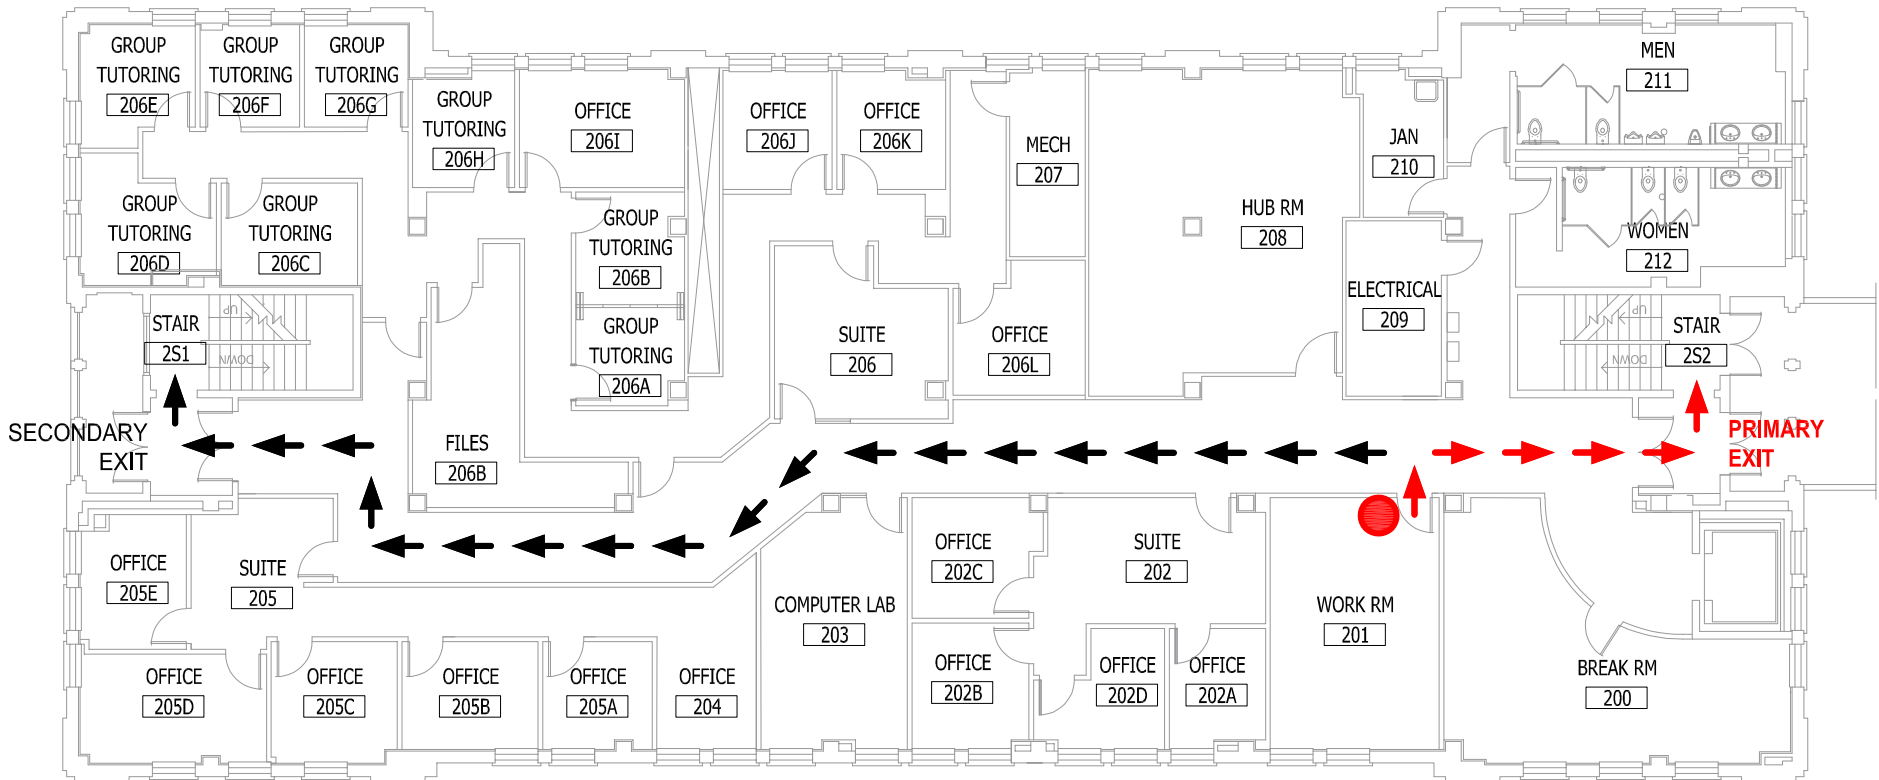 GROUP
TUTORING
206E
GROUP
TUTORING
206F
GROUP
TUTORING
206G
GROUP
TUTORING
206H
OFFICE
206I
OFFICE
206J
OFFICE
206K
MECH
207
HUB RM
208
JAN
210
MEN
211
WOMEN
212
GROUP
TUTORING
206D
GROUP
TUTORING
206C
GROUP
TUTORING
206B
GROUP
TUTORING
206A
STAIR
2S1
UP
DOWN
SUITE
206
OFFICE
206L
ELECTRICAL
209
STAIR
2S2
UP
DOWN
SECONDARY
EXIT
FILES
206B
PRIMARY
EXIT
OFFICE
205E
SUITE
205
COMPUTER LAB
203
OFFICE
202C
SUITE
202
WORK RM
201
BREAK RM
200
OFFICE
205D
OFFICE
205C
OFFICE
205B
OFFICE
205A
OFFICE
204
OFFICE
202B
OFFICE
202D
OFFICE
202A